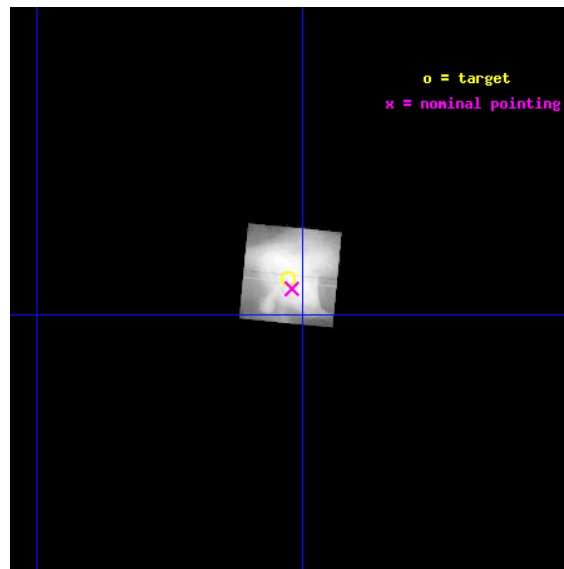 o = target
x = nominal pointing